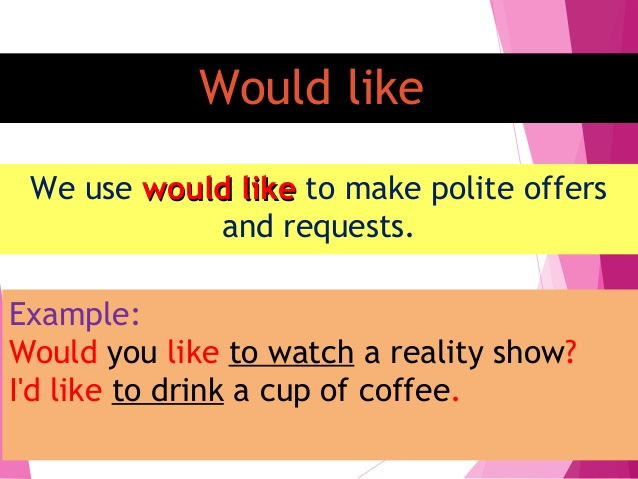 Would like
We use would like to make polite offers
and requests.
Example:
Would you like to watch a reality show?
I'd like to drink a cup of coffee.